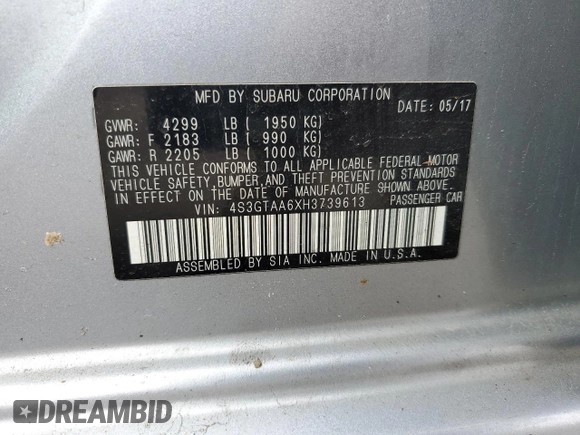 MFD BY SUBARU CORPORATION
DATE: 05/17
GVWR: 4299 LB ( 1950 KG)
GAWR: F 2183 LB ( 990 KG)
GAWR: R 2205 LB ( 1000 KG)
THIS VEHICLE CONFORMS TO ALL APPLICABLE FEDERAL MOTOR
VEHICLE SAFETY, BUMPER, AND THEFT PREVENTION STANDARDS
IN EFFECT ON THE DATE OF MANUFACTURE SHOWN ABOVE.
VIN: 4S3GTAA6XH3739613 PASSENGER CAR
ASSEMBLED BY SIA INC. MADE IN U.S.A.
DREAMBID